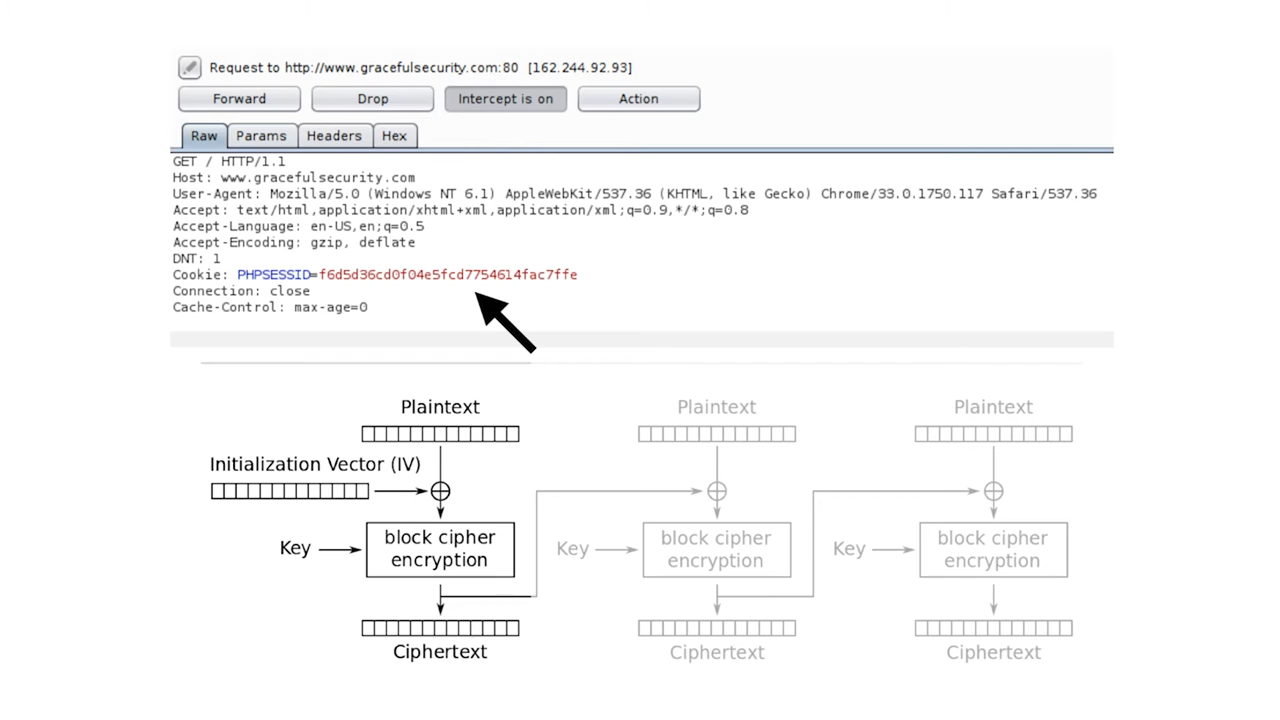 Request to http://www.gracefulsecurity.com:80 [162.244.92.93]
Forward Drop Intercept is on Action
Raw Params Headers Hex
GET / HTTP/1.1
Host: www.gracefulsecurity.com
User-Agent: Mozilla/5.0 (Windows NT 6.1) AppleWebKit/537.36 (KHTML, like Gecko) Chrome/33.0.1750.117 Safari/537.36
Accept: text/html,application/xhtml+xml,application/xml;q=0.9,*/*;q=0.8
Accept-Language: en-US,en;q=0.5
Accept-Encoding: gzip, deflate
DNT: 1
Cookie: PHPSESSID=f6d5d36cd0f04e5fcd7754614fac7ffe
Connection: close
Cache-Control: max-age=0
Plaintext Plaintext Plaintext
Initialization Vector (IV)
Key block cipher encryption Key block cipher encryption Key block cipher encryption
Ciphertext Ciphertext Ciphertext